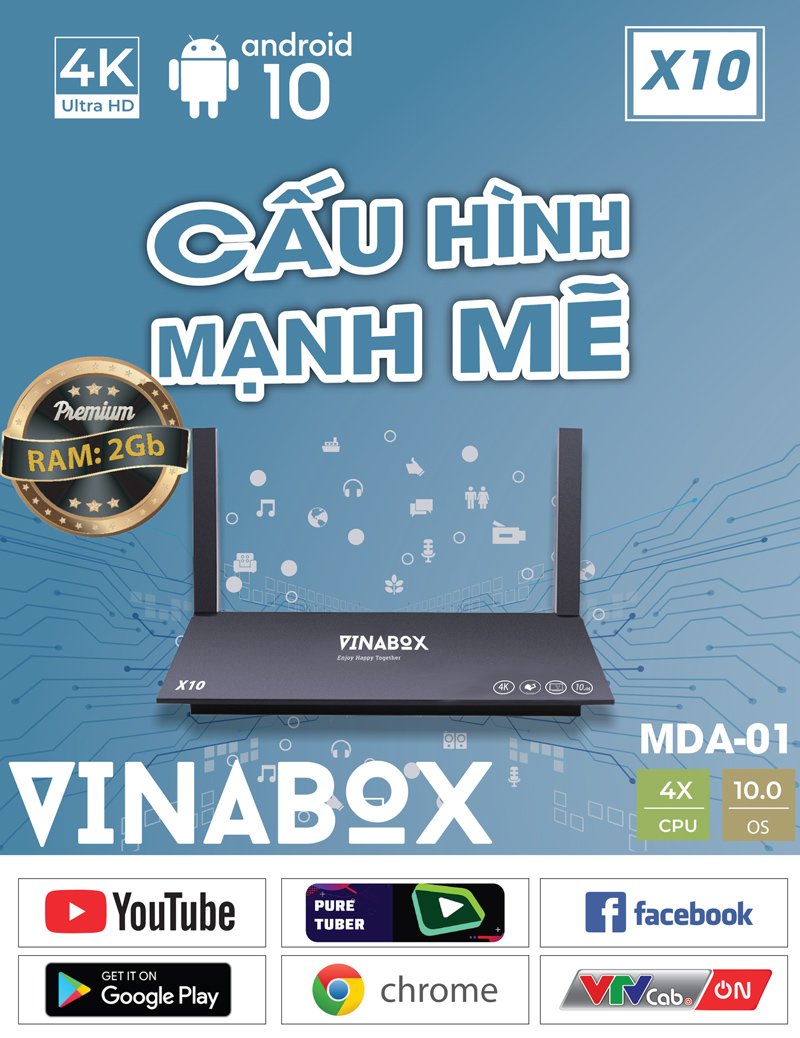 4K
Ultra HD
android
10
X10
CẤU HÌNH
MẠNH MẼ
Premium
RAM: 2Gb
VINABOX
Enjoy Happy Together
X10
4K
MDA-01
VINABOX
4X
CPU
10.0
OS
YouTube
PURE
TUBER
facebook
GET IT ON
Google Play
chrome
VTVCab
ON